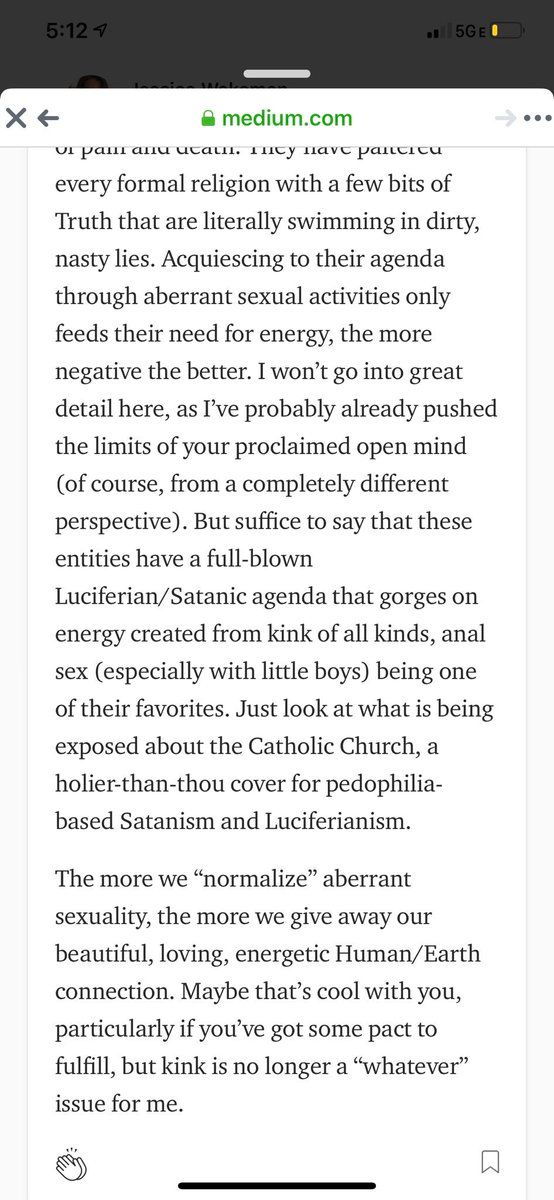 5:12
5GE
Jessica Wakeman
medium.com
of pain and death. They have paltered
every formal religion with a few bits of
Truth that are literally swimming in dirty,
nasty lies. Acquiescing to their agenda
through aberrant sexual activities only
feeds their need for energy, the more
negative the better. I won’t go into great
detail here, as I’ve probably already pushed
the limits of your proclaimed open mind
(of course, from a completely different
perspective). But suffice to say that these
entities have a full-blown
Luciferian/Satanic agenda that gorges on
energy created from kink of all kinds, anal
sex (especially with little boys) being one
of their favorites. Just look at what is being
exposed about the Catholic Church, a
holier-than-thou cover for pedophilia-
based Satanism and Luciferianism.
The more we “normalize” aberrant
sexuality, the more we give away our
beautiful, loving, energetic Human/Earth
connection. Maybe that’s cool with you,
particularly if you’ve got some pact to
fulfill, but kink is no longer a “whatever”
issue for me.